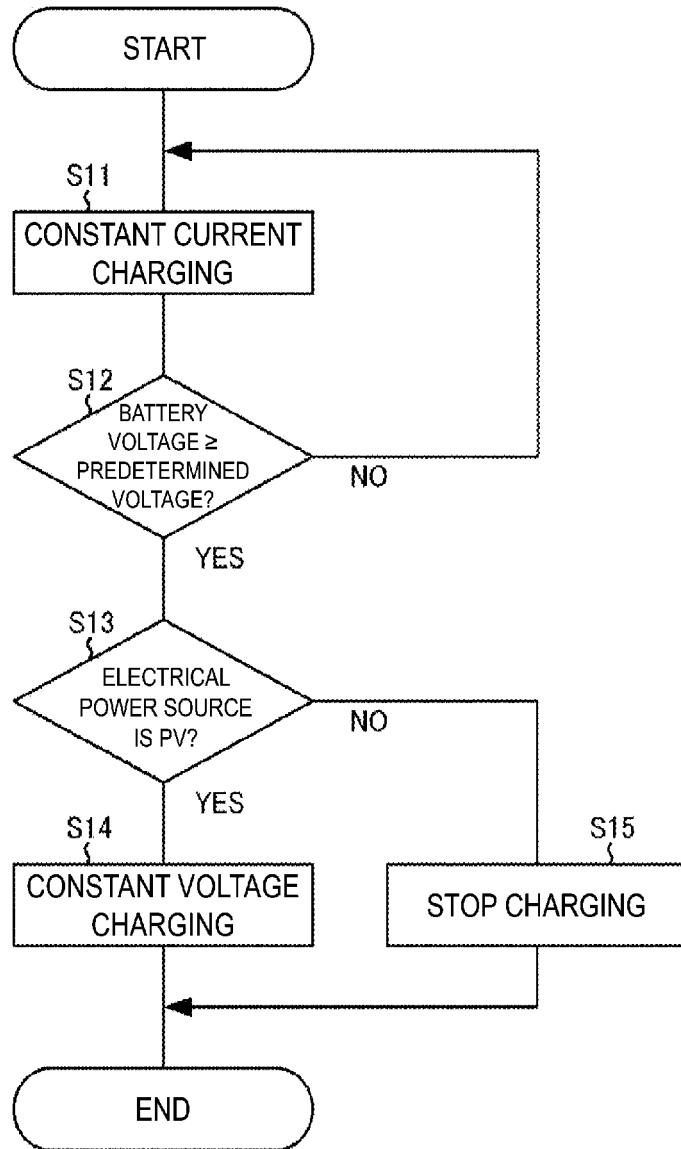 START
S11
CONSTANT CURRENT
CHARGING
S12
BATTERY
VOLTAGE ≥
PREDETERMINED
VOLTAGE?
NO
YES
S13
ELECTRICAL
POWER SOURCE
IS PV?
NO
YES
S14
CONSTANT VOLTAGE
CHARGING
S15
STOP CHARGING
END